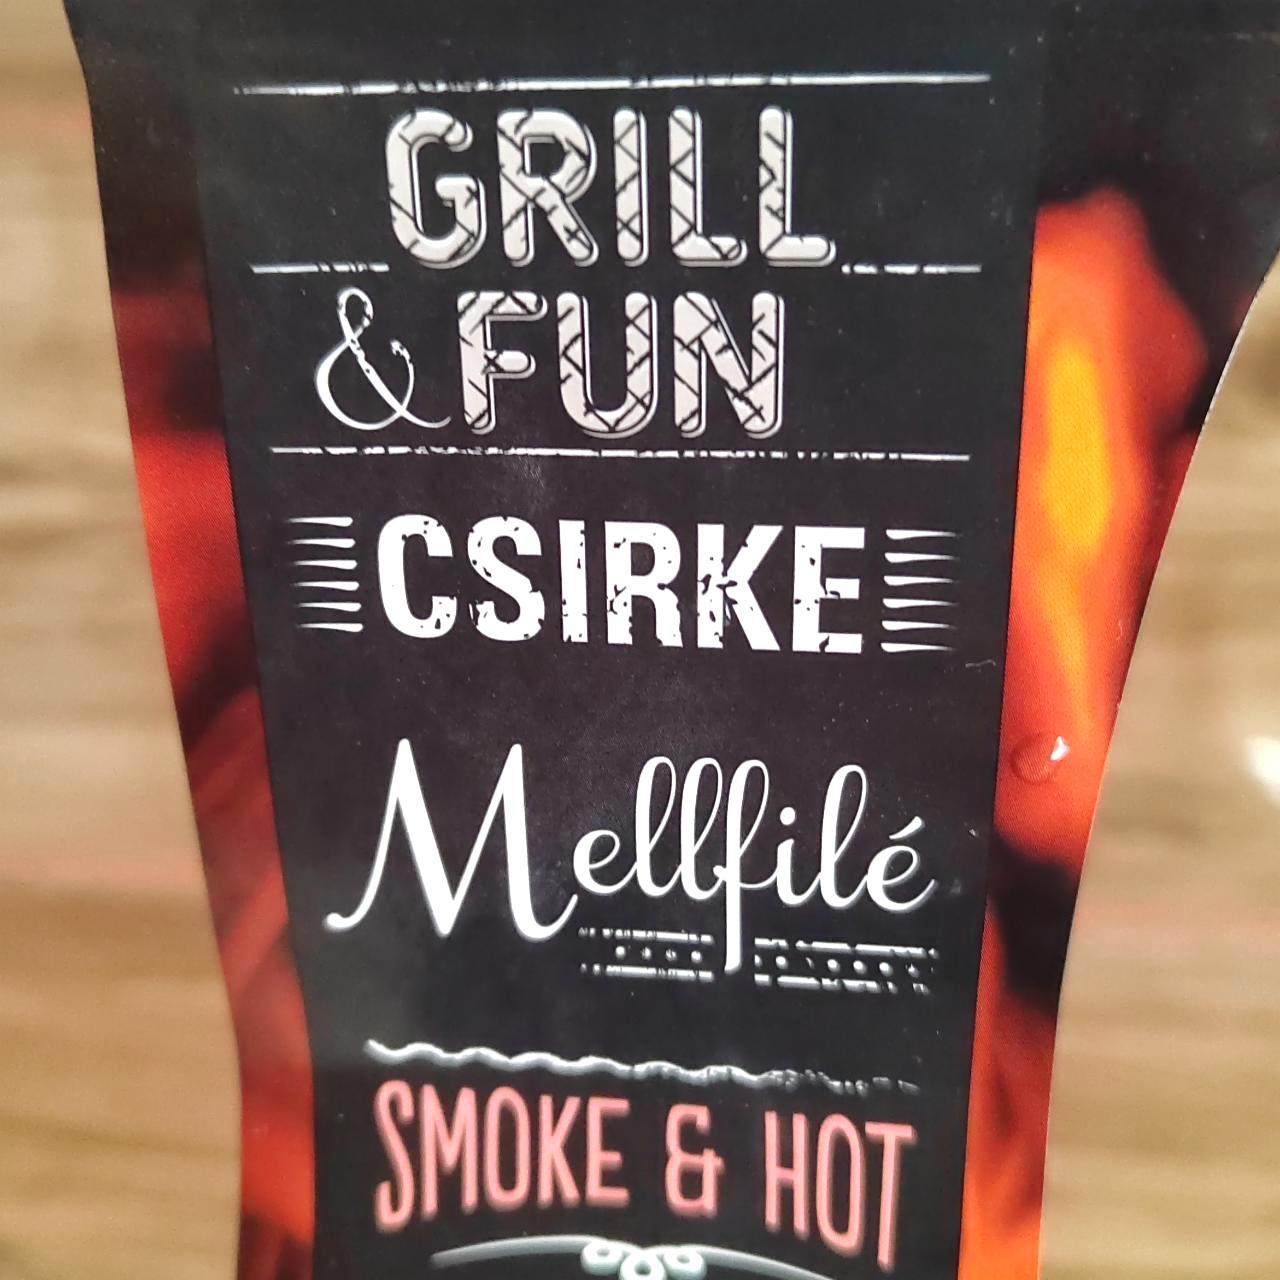 GRILL
& FUN
CSIRKE
Mellfilé
SMOKE & HOT